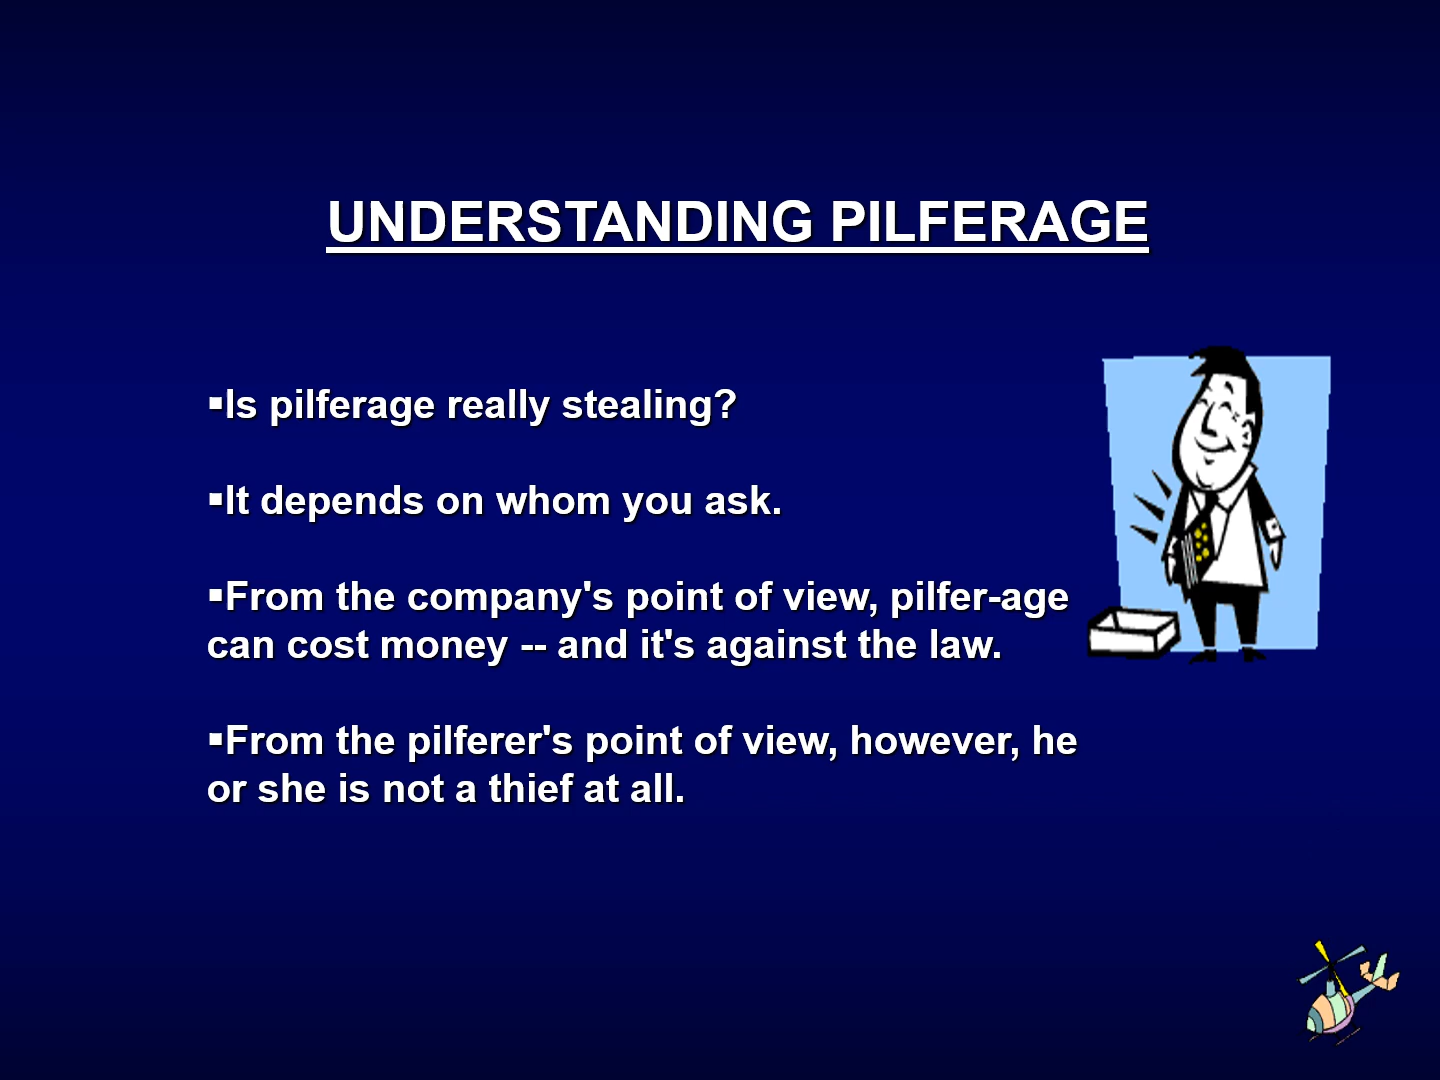 UNDERSTANDING PILFERAGE
▪Is pilferage really stealing?
▪It depends on whom you ask.
▪From the company's point of view, pilfer-age
can cost money -- and it's against the law.
▪From the pilferer's point of view, however, he
or she is not a thief at all.